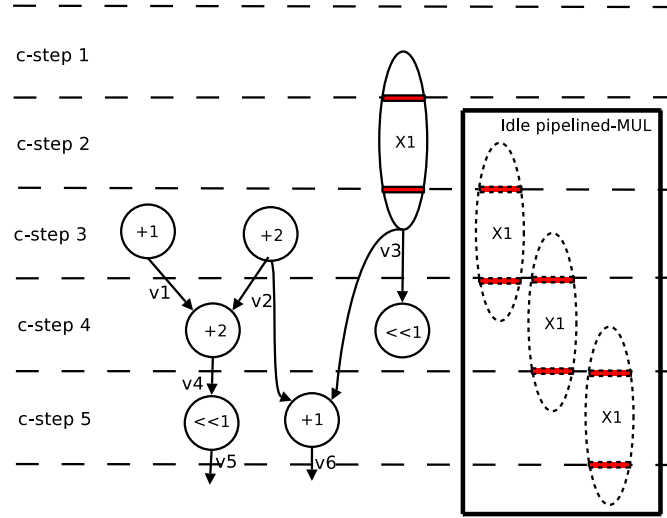 c-step 1
Idle pipelined-MUL
c-step 2
X1
c-step 3
+1
+2
v3
X1
v1
v2
c-step 4
+2
<<1
X1
v4
c-step 5
<<1
+1
X1
v5
v6